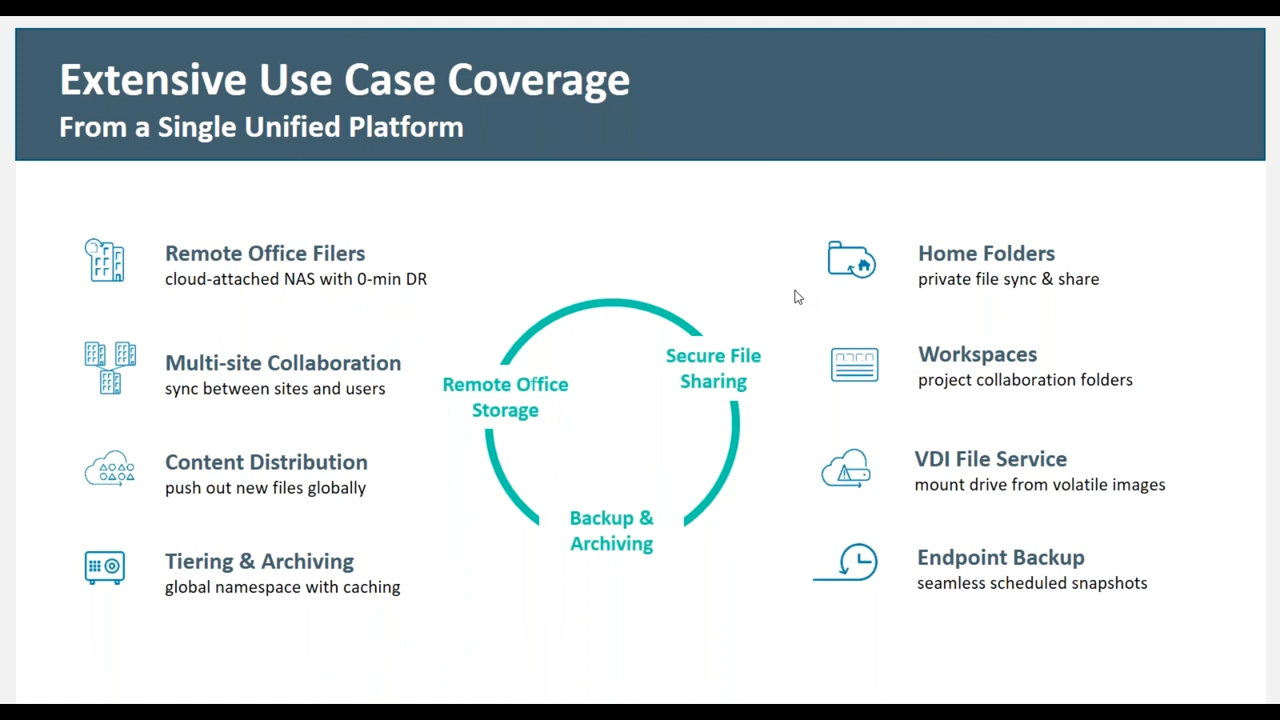 Extensive Use Case Coverage
From a Single Unified Platform
Remote Office Filers
cloud-attached NAS with 0-min DR
Multi-site Collaboration
sync between sites and users
Content Distribution
push out new files globally
Tiering & Archiving
global namespace with caching
Remote Office
Storage
Secure File
Sharing
Backup &
Archiving
Home Folders
private file sync & share
Workspaces
project collaboration folders
VDI File Service
mount drive from volatile images
Endpoint Backup
seamless scheduled snapshots